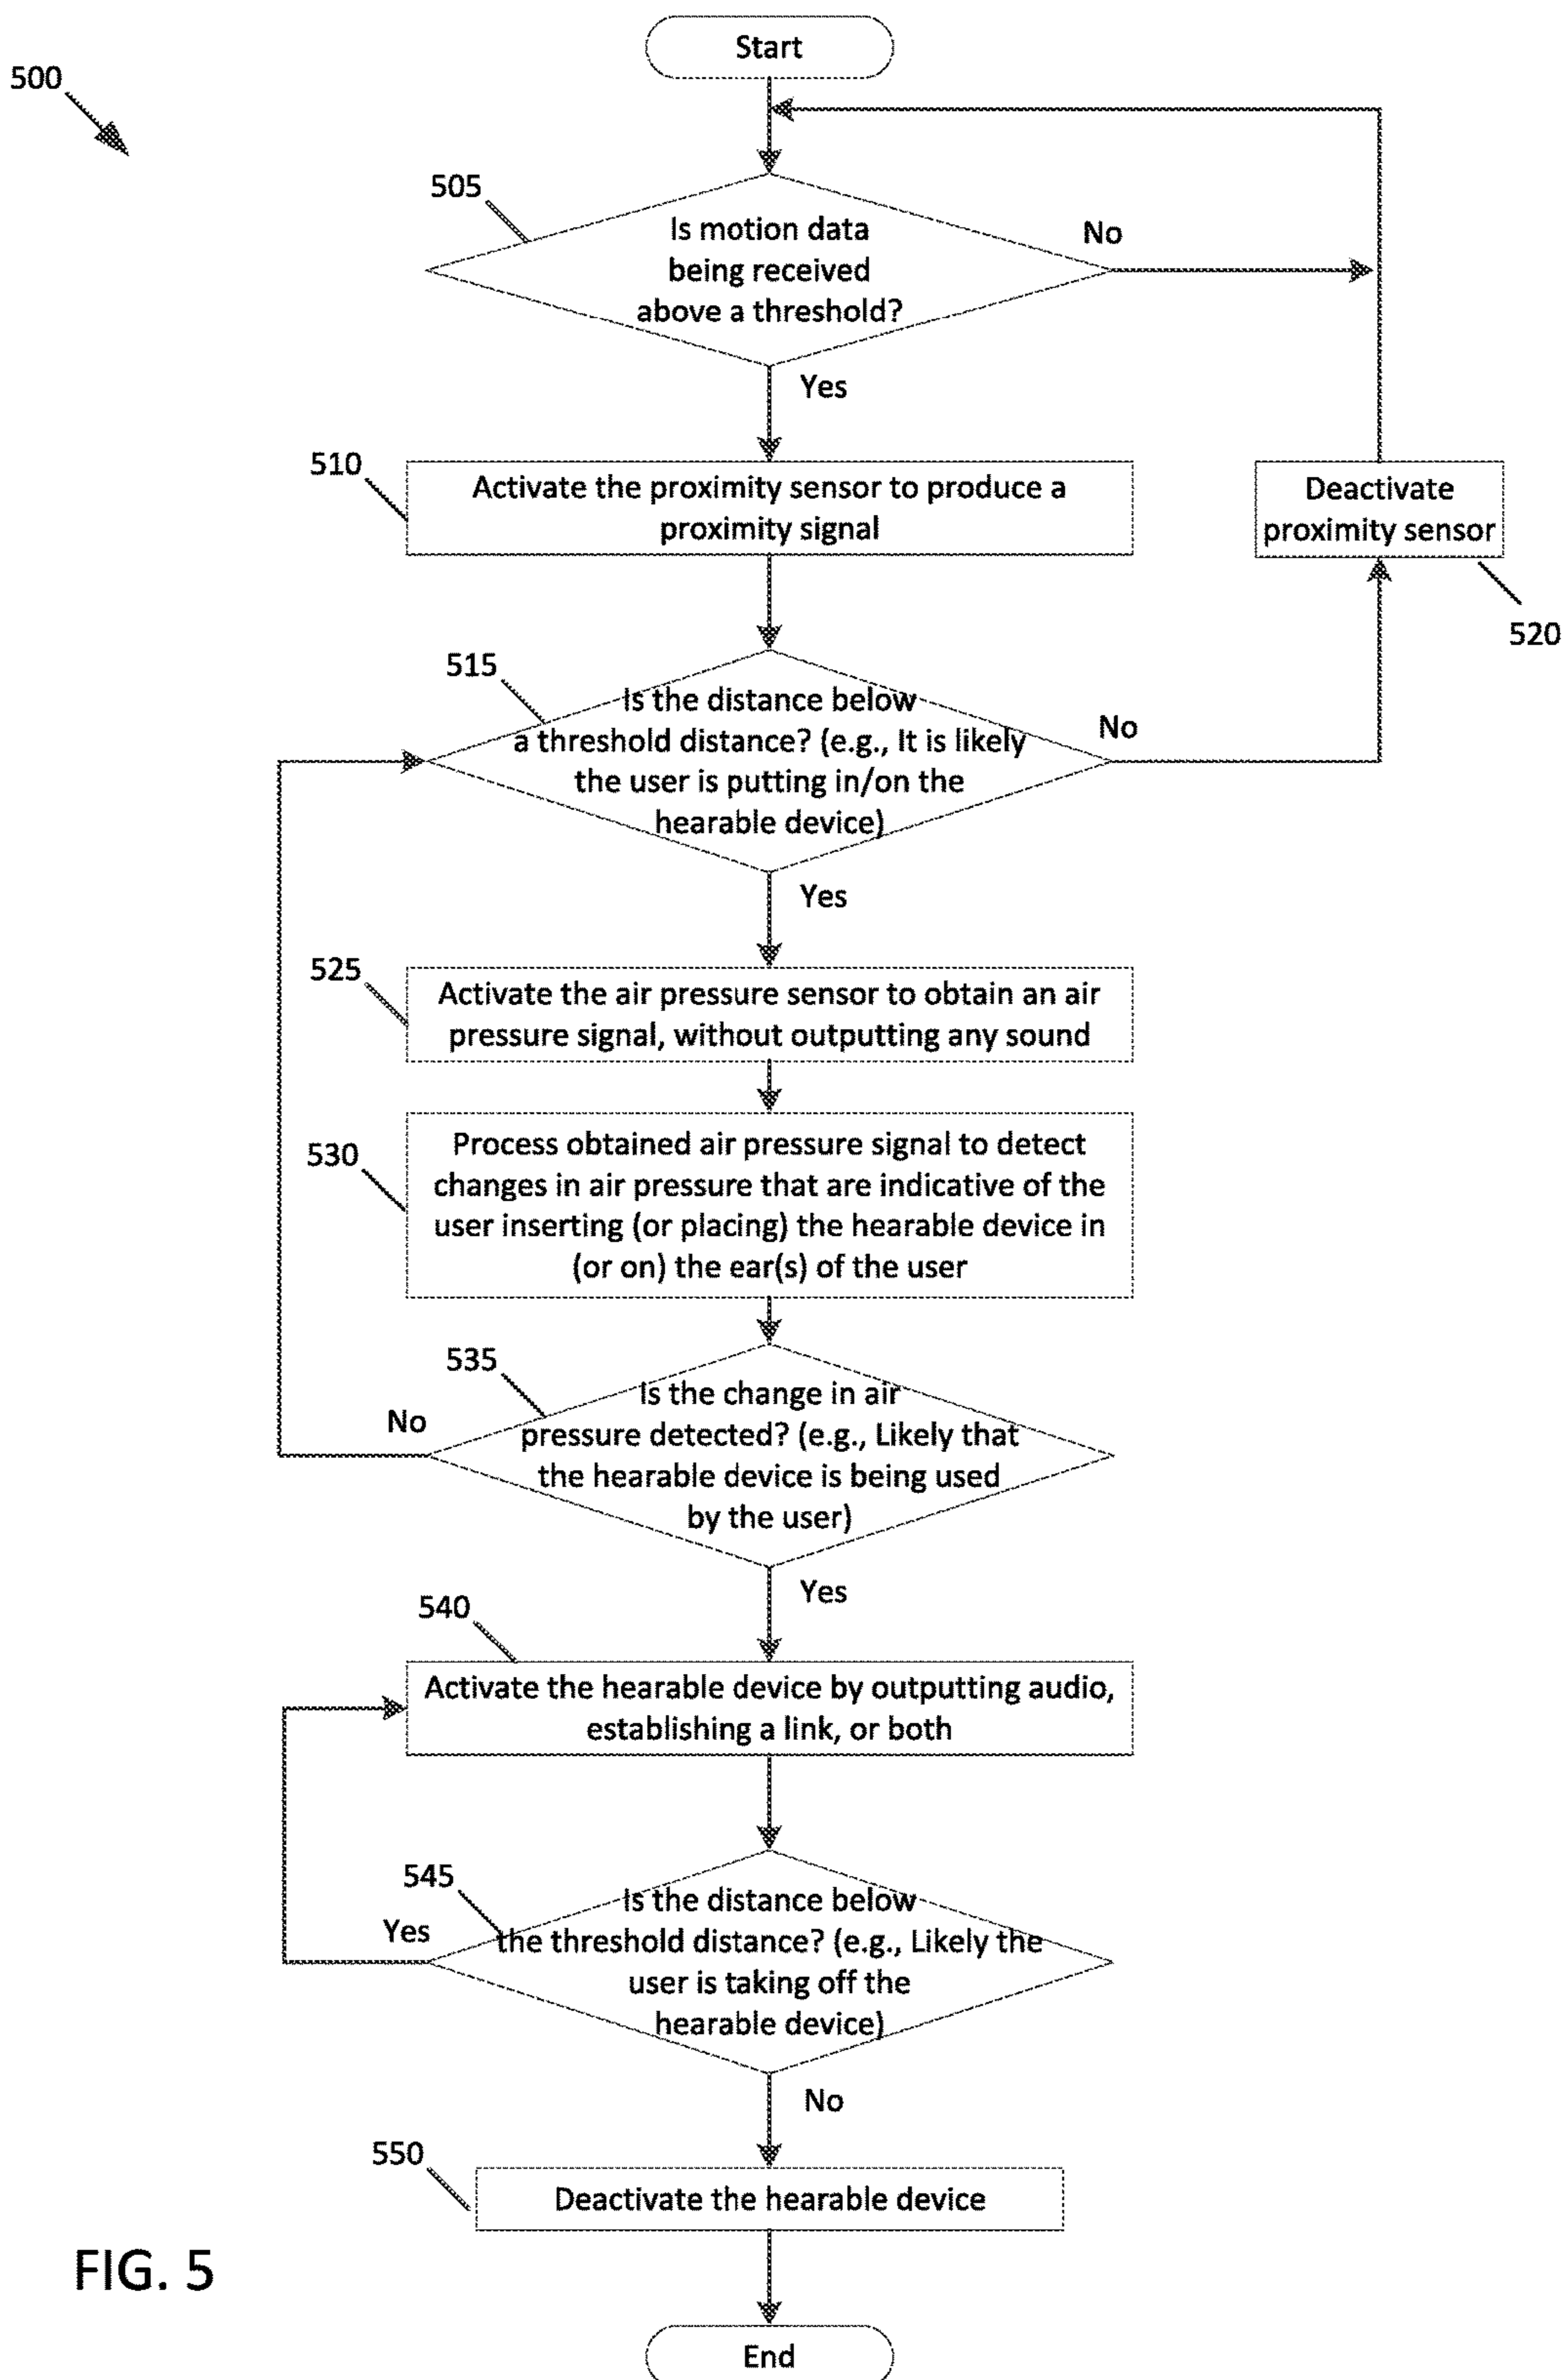 Start
500
505
Is motion data
being received
above a threshold?
No
Yes
510
Activate the proximity sensor to produce a
proximity signal
Deactivate
proximity sensor
520
515
Is the distance below
a threshold distance? (e.g., It is likely
the user is putting in/on the
hearable device)
No
Yes
525
Activate the air pressure sensor to obtain an air
pressure signal, without outputting any sound
530
Process obtained air pressure signal to detect
changes in air pressure that are indicative of the
user inserting (or placing) the hearable device in
(or on) the ear(s) of the user
535
Is the change in air
pressure detected? (e.g., Likely that
the hearable device is being used
by the user)
No
Yes
540
Activate the hearable device by outputting audio,
establishing a link, or both
545
Is the distance below
the threshold distance? (e.g., Likely the
user is taking off the
hearable device)
Yes
No
550
Deactivate the hearable device
FIG. 5
End